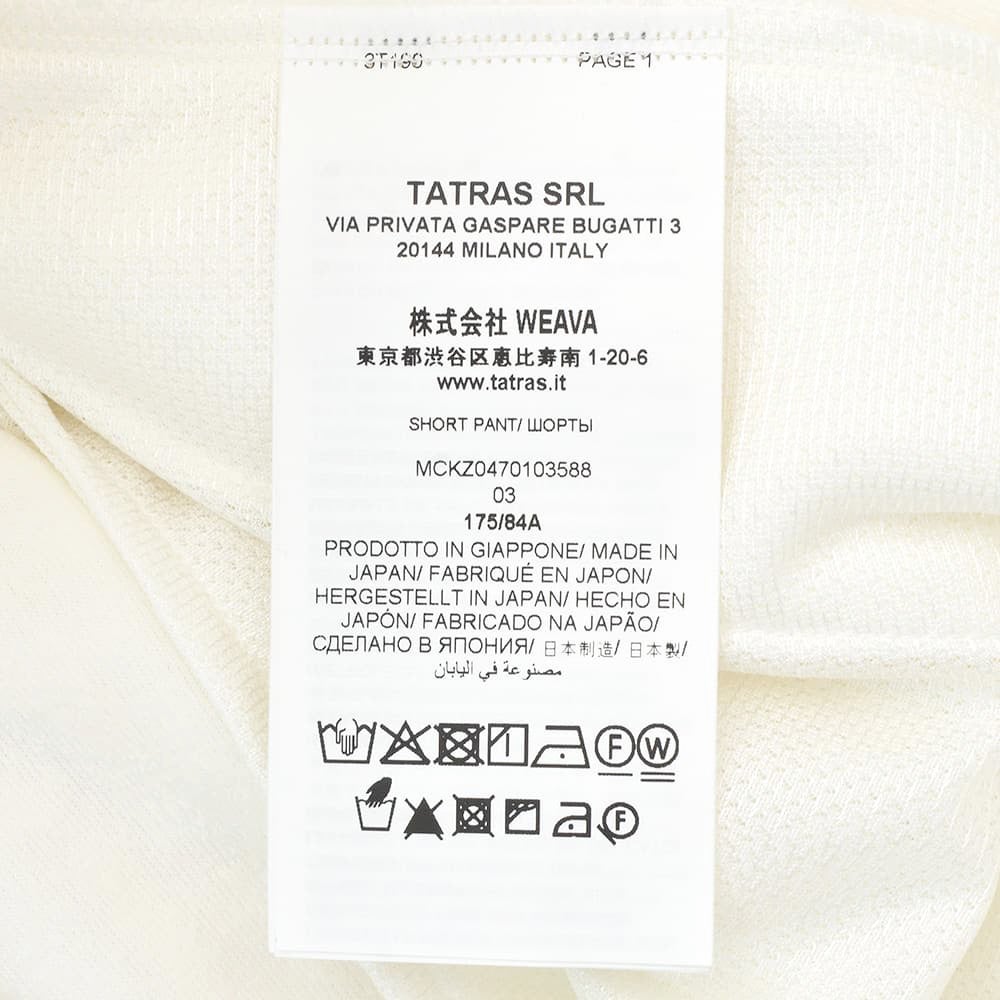 3T190 PAGE 1
TATRAS SRL
VIA PRIVATA GASPARE BUGATTI 3
20144 MILANO ITALY
株式会社 WEAVA
東京都渋谷区恵比寿南 1-20-6
www.tatras.it
SHORT PANT/ ШОРТЫ
MCKZ0470103588
03
175/84A
PRODOTTO IN GIAPPONE/ MADE IN
JAPAN/ FABRIQUÉ EN JAPON/
HERGESTELLT IN JAPAN/ HECHO EN
JAPÓN/ FABRICADO NA JAPÃO/
СДЕЛАНО В ЯПОНИЯ/ 日本制造/ 日本製/
مصنوعة في اليابان
F W
F